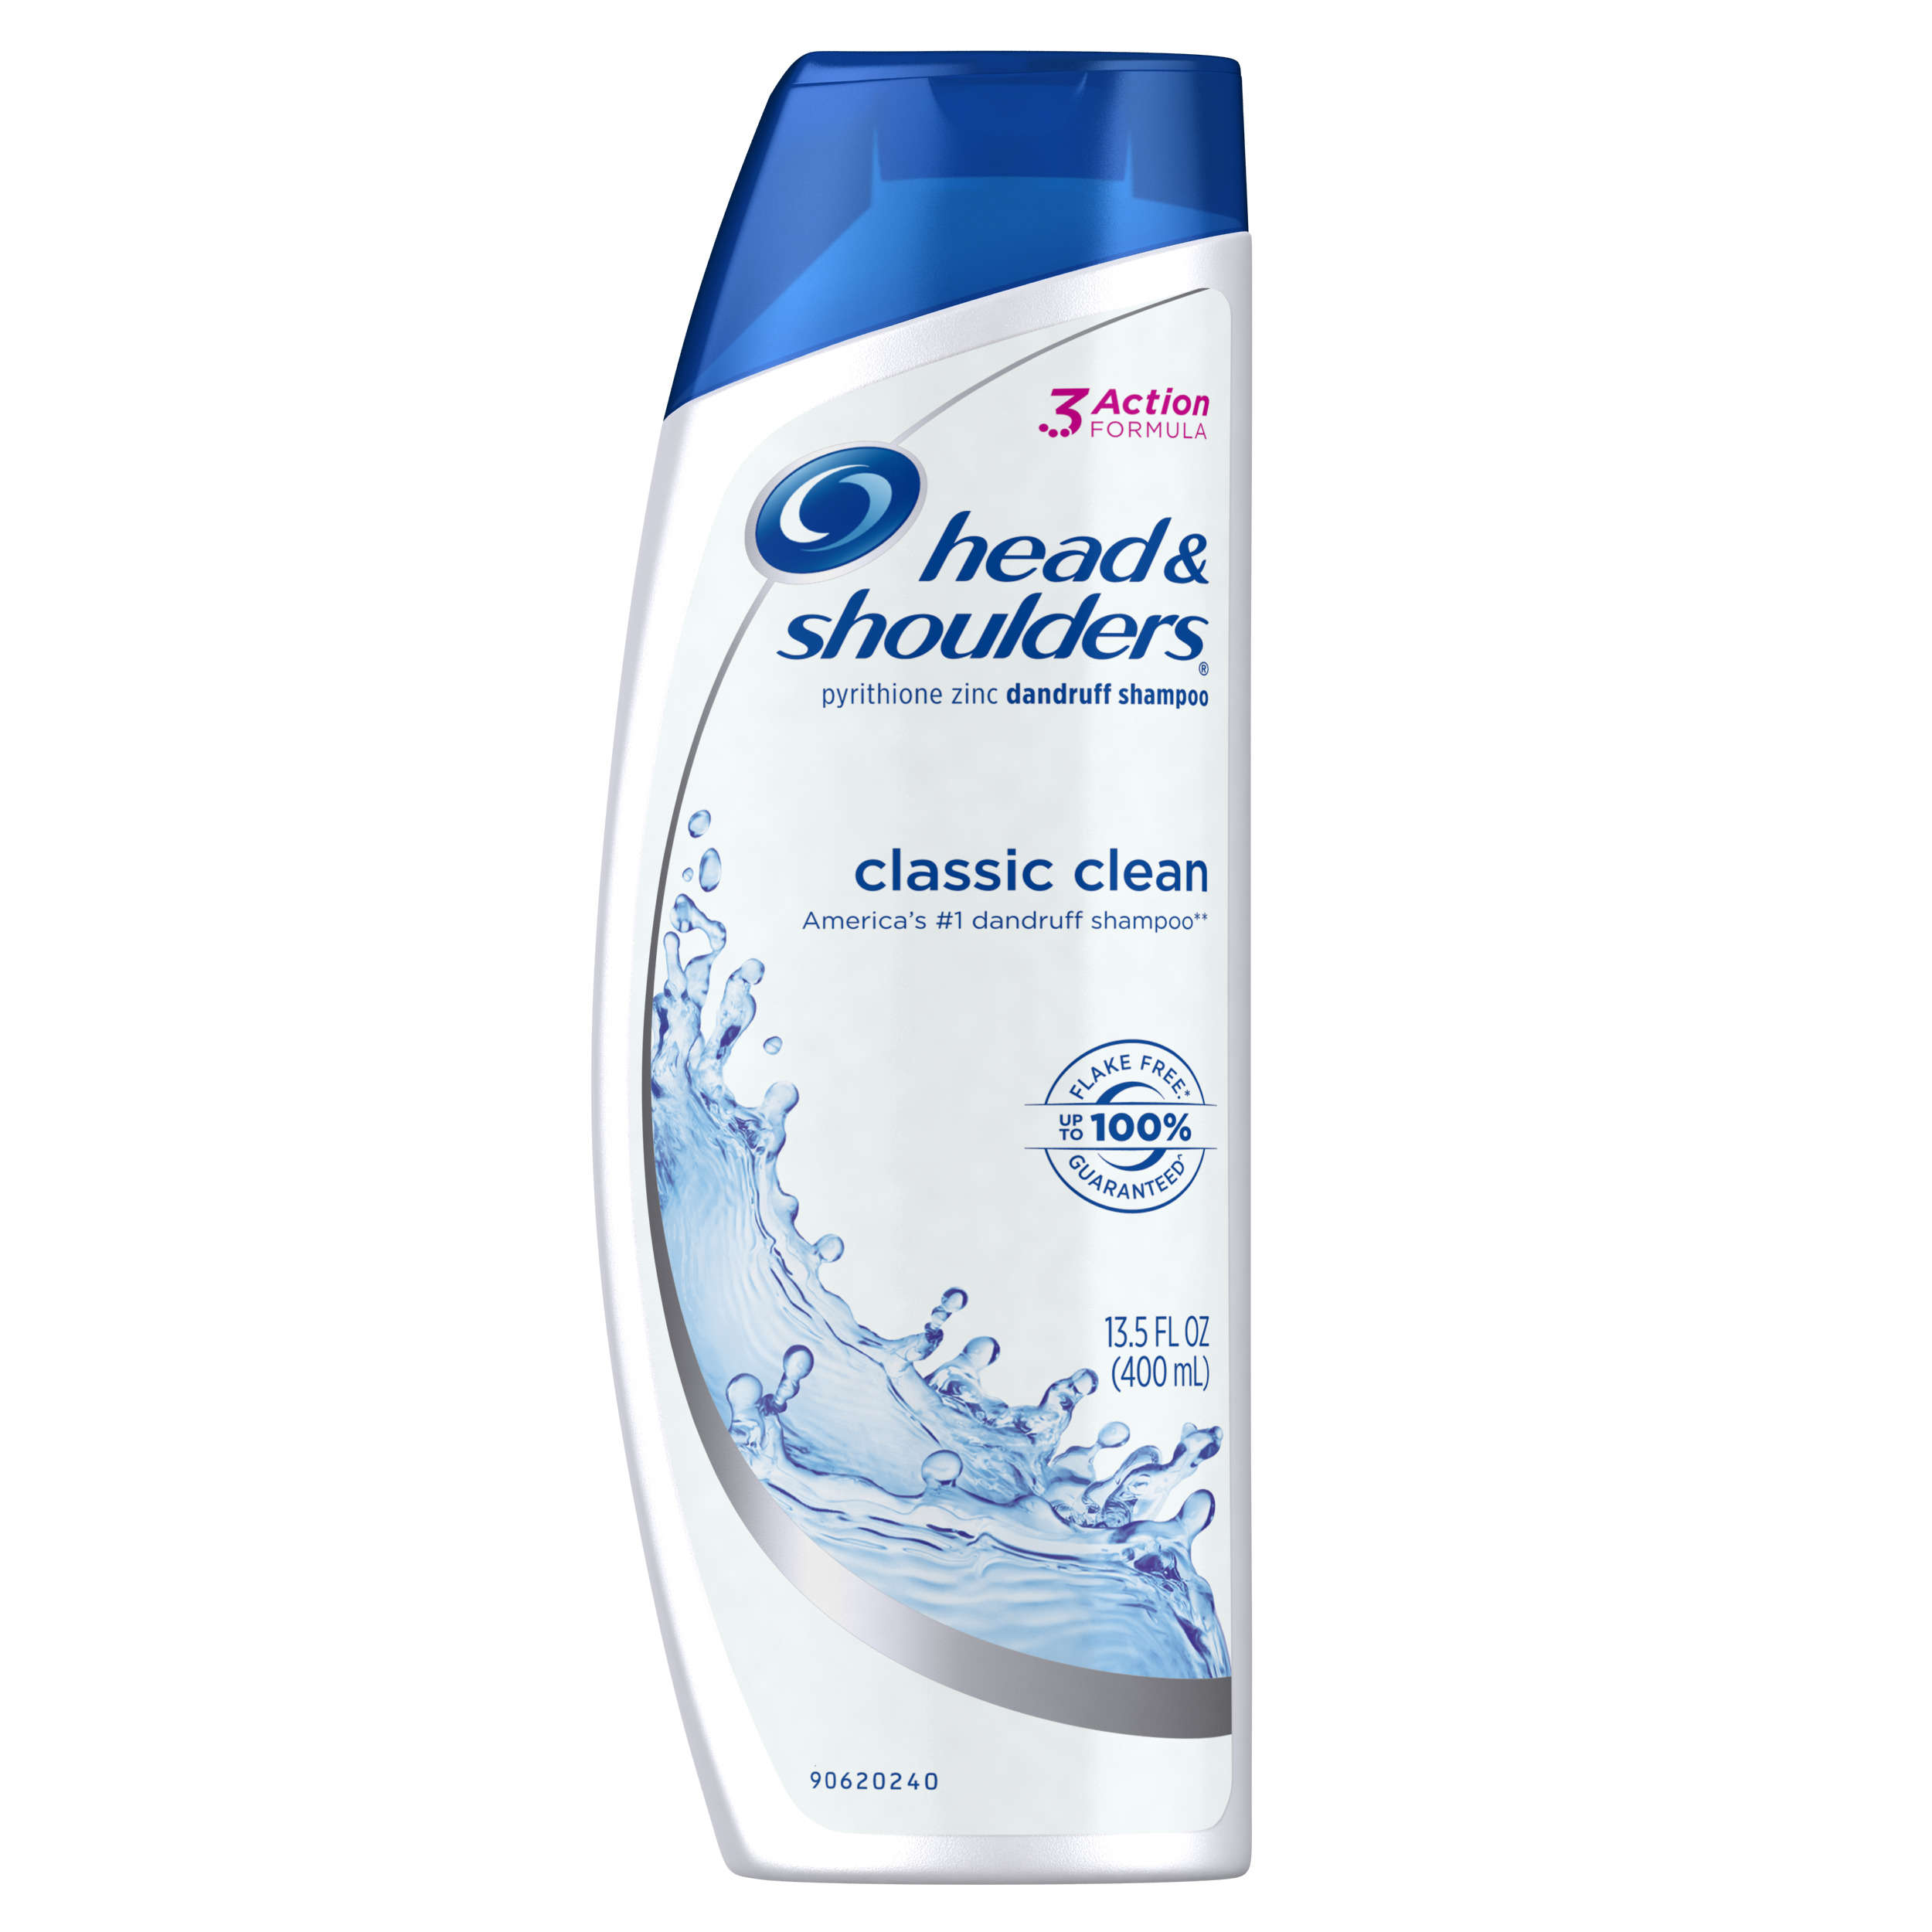 3 Action
FORMULA
head &
shoulders®
pyrithione zinc dandruff shampoo
classic clean
America's #1 dandruff shampoo**
FLAKE FREE.*
UP TO 100%
GUARANTEED^
13.5 FL OZ
(400 mL)
90620240